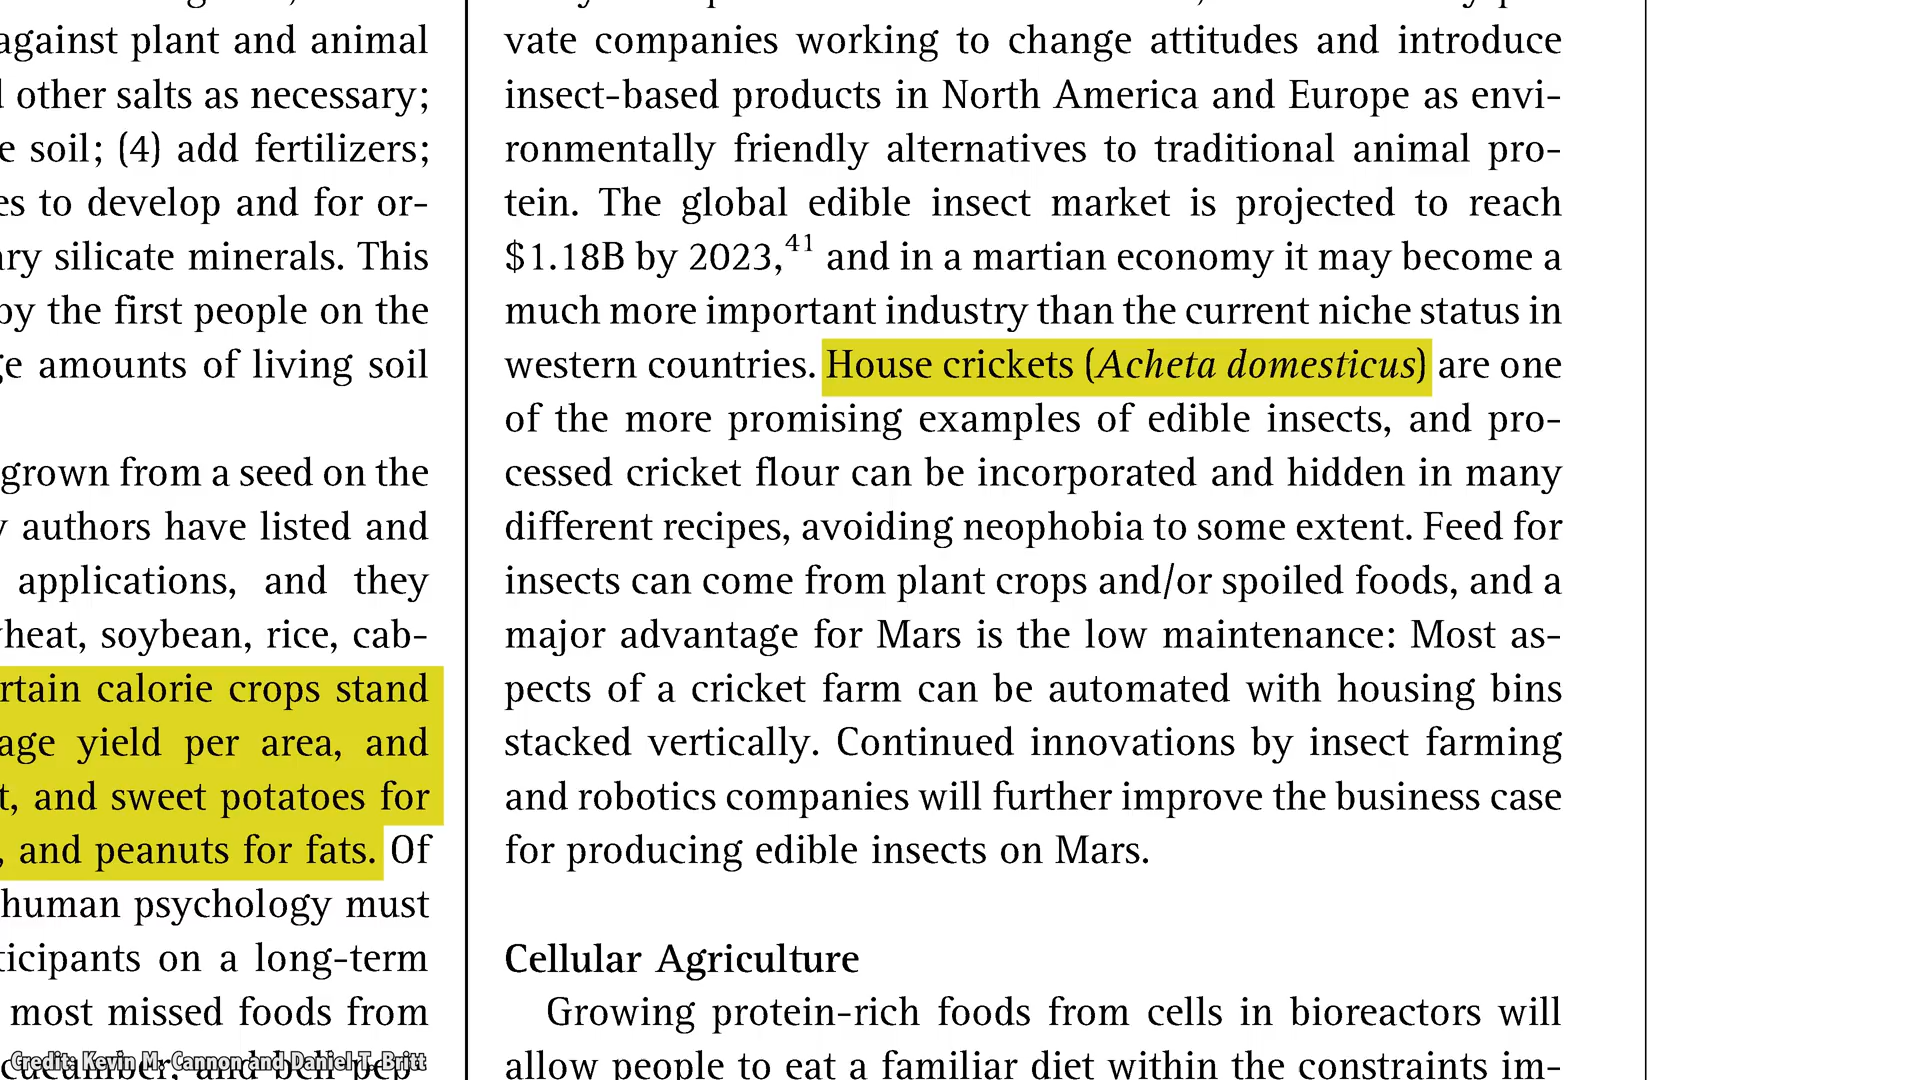 against plant and animal
other salts as necessary;
soil; (4) add fertilizers;
to develop and for or-
silicate minerals. This
by the first people on the
amounts of living soil
grown from a seed on the
authors have listed and
applications, and they
soybean, rice, cab-
calorie crops stand
yield per area, and
and sweet potatoes for
, and peanuts for fats. Of
human psychology must
on a long-term
most missed foods from
cucumber, and bell pep-
vate companies working to change attitudes and introduce
insect-based products in North America and Europe as envi-
ronmentally friendly alternatives to traditional animal pro-
tein. The global edible insect market is projected to reach
$1.18B by 2023,41 and in a martian economy it may become a
much more important industry than the current niche status in
western countries. House crickets (Acheta domesticus) are one
of the more promising examples of edible insects, and pro-
cessed cricket flour can be incorporated and hidden in many
different recipes, avoiding neophobia to some extent. Feed for
insects can come from plant crops and/or spoiled foods, and a
major advantage for Mars is the low maintenance: Most as-
pects of a cricket farm can be automated with housing bins
stacked vertically. Continued innovations by insect farming
and robotics companies will further improve the business case
for producing edible insects on Mars.
Cellular Agriculture
Growing protein-rich foods from cells in bioreactors will
allow people to eat a familiar diet within the constraints im-
Credit: Kevin M. Cannon and Daniel T. Britt